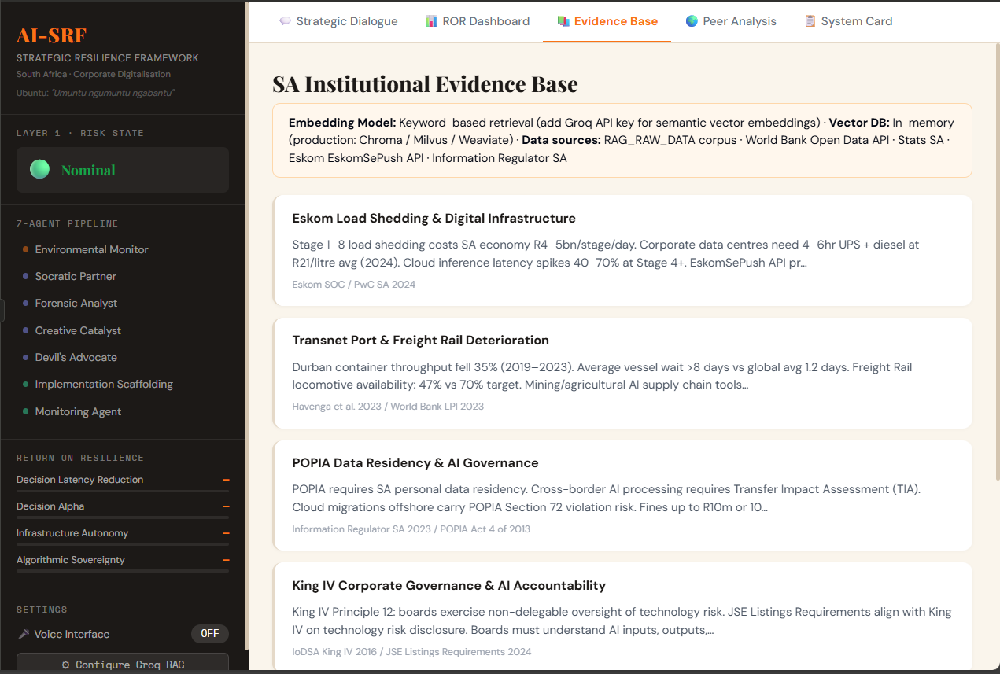 AI-SRF
STRATEGIC RESILIENCE FRAMEWORK
South Africa · Corporate Digitalisation
Ubuntu: "Umuntu ngumuntu ngabantu"
LAYER 1 · RISK STATE
Nominal
7-AGENT PIPELINE
Environmental Monitor
Socratic Partner
Forensic Analyst
Creative Catalyst
Devil's Advocate
Implementation Scaffolding
Monitoring Agent
RETURN ON RESILIENCE
Decision Latency Reduction –
Decision Alpha –
Infrastructure Autonomy –
Algorithmic Sovereignty –
SETTINGS
Voice Interface OFF
Configure Groq RAG
Strategic Dialogue ROR Dashboard Evidence Base Peer Analysis System Card
SA Institutional Evidence Base
Embedding Model: Keyword-based retrieval (add Groq API key for semantic vector embeddings) · Vector DB: In-memory
(production: Chroma / Milvus / Weaviate) · Data sources: RAG_RAW_DATA corpus · World Bank Open Data API · Stats SA ·
Eskom EskomSePush API · Information Regulator SA
Eskom Load Shedding & Digital Infrastructure
Stage 1–8 load shedding costs SA economy R4–5bn/stage/day. Corporate data centres need 4–6hr UPS + diesel at
R21/litre avg (2024). Cloud inference latency spikes 40–70% at Stage 4+. EskomSePush API pr…
Eskom SOC / PwC SA 2024
Transnet Port & Freight Rail Deterioration
Durban container throughput fell 35% (2019–2023). Average vessel wait >8 days vs global avg 1.2 days. Freight Rail
locomotive availability: 47% vs 70% target. Mining/agricultural AI supply chain tools…
Havenga et al. 2023 / World Bank LPI 2023
POPIA Data Residency & AI Governance
POPIA requires SA personal data residency. Cross-border AI processing requires Transfer Impact Assessment (TIA).
Cloud migrations offshore carry POPIA Section 72 violation risk. Fines up to R10m or 10…
Information Regulator SA 2023 / POPIA Act 4 of 2013
King IV Corporate Governance & AI Accountability
King IV Principle 12: boards exercise non-delegable oversight of technology risk. JSE Listings Requirements align with King
IV on technology risk disclosure. Boards must understand AI inputs, outputs,…
IoDSA King IV 2016 / JSE Listings Requirements 2024